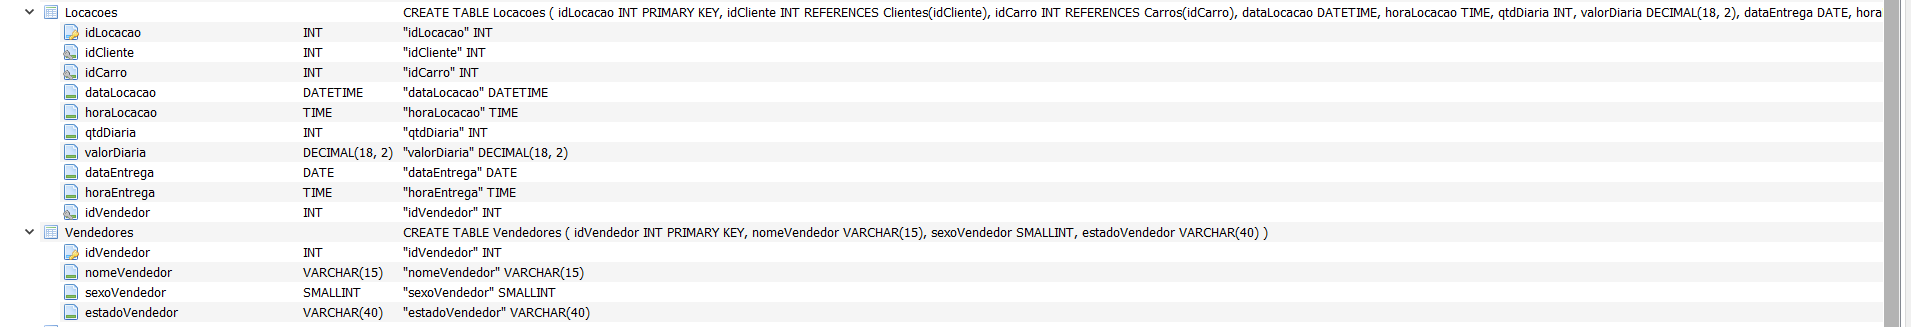 Locacoes CREATE TABLE Locacoes ( idLocacao INT PRIMARY KEY, idCliente INT REFERENCES Clientes(idCliente), idCarro INT REFERENCES Carros(idCarro), dataLocacao DATETIME, horaLocacao TIME, qtdDiaria INT, valorDiaria DECIMAL(18, 2), dataEntrega DATE, hora
idLocacao INT "idLocacao" INT
idCliente INT "idCliente" INT
idCarro INT "idCarro" INT
dataLocacao DATETIME "dataLocacao" DATETIME
horaLocacao TIME "horaLocacao" TIME
qtdDiaria INT "qtdDiaria" INT
valorDiaria DECIMAL(18, 2) "valorDiaria" DECIMAL(18, 2)
dataEntrega DATE "dataEntrega" DATE
horaEntrega TIME "horaEntrega" TIME
idVendedor INT "idVendedor" INT
Vendedores CREATE TABLE Vendedores ( idVendedor INT PRIMARY KEY, nomeVendedor VARCHAR(15), sexoVendedor SMALLINT, estadoVendedor VARCHAR(40) )
idVendedor INT "idVendedor" INT
nomeVendedor VARCHAR(15) "nomeVendedor" VARCHAR(15)
sexoVendedor SMALLINT "sexoVendedor" SMALLINT
estadoVendedor VARCHAR(40) "estadoVendedor" VARCHAR(40)